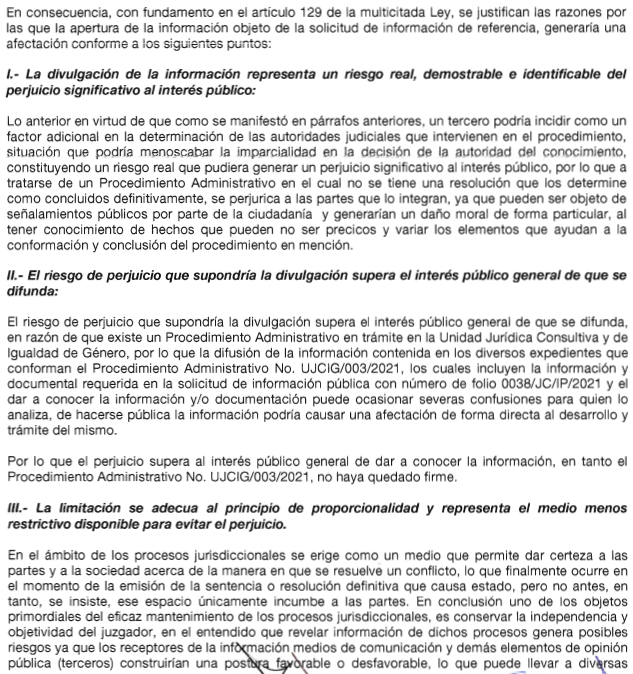 En consecuencia, con fundamento en el artículo 129 de la multicitada Ley, se justifican las razones por
las que la apertura de la información objeto de la solicitud de información de referencia, generaría una
afectación conforme a los siguientes puntos:
I.- La divulgación de la información representa un riesgo real, demostrable e identificable del
perjuicio significativo al interés público:
Lo anterior en virtud de que como se manifestó en párrafos anteriores, un tercero podría incidir como un
factor adicional en la determinación de las autoridades judiciales que intervienen en el procedimiento,
situación que podría menoscabar la imparcialidad en la decisión de la autoridad del conocimiento,
constituyendo un riesgo real que pudiera generar un perjuicio significativo al interés público, por lo que a
tratarse de un Procedimiento Administrativo en el cual no se tiene una resolución que los determine
como concluidos definitivamente, se perjurica a las partes que lo integran, ya que pueden ser objeto de
señalamientos públicos por parte de la ciudadanía y generarían un daño moral de forma particular, al
tener conocimiento de hechos que pueden no ser precicos y variar los elementos que ayudan a la
conformación y conclusión del procedimiento en mención.
II.- El riesgo de perjuicio que supondría la divulgación supera el interés público general de que se
difunda:
El riesgo de perjuicio que supondría la divulgación supera el interés público general de que se difunda,
en razón de que existe un Procedimiento Administrativo en trámite en la Unidad Jurídica Consultiva y de
Igualdad de Género, por lo que la difusión de la información contenida en los diversos expedientes que
conforman el Procedimiento Administrativo No. UJCIG/003/2021, los cuales incluyen la información y
documental requerida en la solicitud de información pública con número de folio 0038/JC/IP/2021 y el
dar a conocer la información y/o documentación puede ocasionar severas confusiones para quien lo
analiza, de hacerse pública la información podría causar una afectación de forma directa al desarrollo y
trámite del mismo.
Por lo que el perjuicio supera al interés público general de dar a conocer la información, en tanto el
Procedimiento Administrativo No. UJCIG/003/2021, no haya quedado firme.
III.- La limitación se adecua al principio de proporcionalidad y representa el medio menos
restrictivo disponible para evitar el perjuicio.
En el ámbito de los procesos jurisdiccionales se erige como un medio que permite dar certeza a las
partes y a la sociedad acerca de la manera en que se resuelve un conflicto, lo que finalmente ocurre en
el momento de la emisión de la sentencia o resolución definitiva que causa estado, pero no antes, en
tanto, se insiste, ese espacio únicamente incumbe a las partes. En conclusión uno de los objetos
primordiales del eficaz mantenimiento de los procesos jurisdiccionales, es conservar la independencia y
objetividad del juzgador, en el entendido que revelar información de dichos procesos genera posibles
riesgos ya que los receptores de la información medios de comunicación y demás elementos de opinión
pública (terceros) construirían una postura favorable o desfavorable, lo que puede llevar a diversas